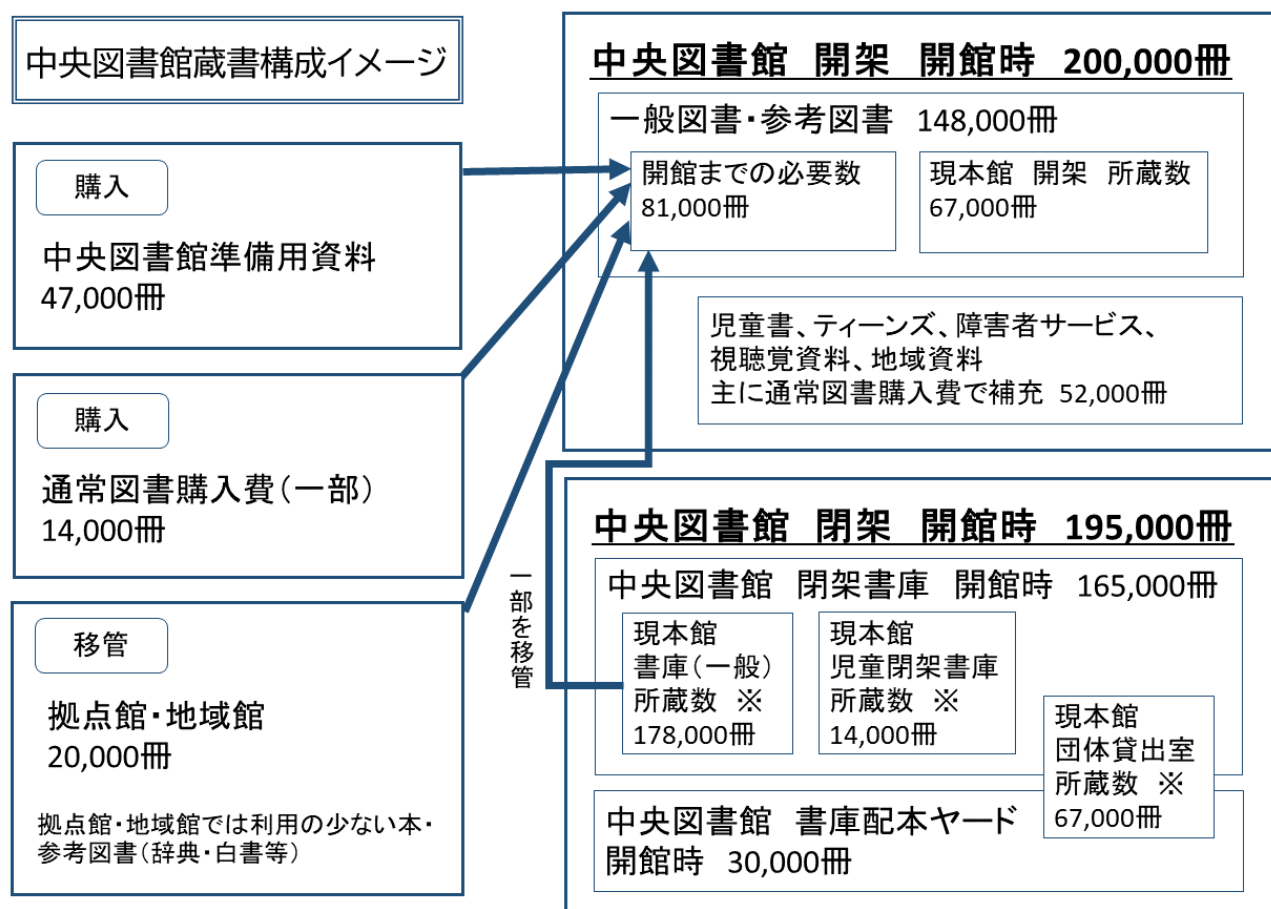 中央図書館蔵書構成イメージ
購入
中央図書館準備用資料
47,000冊
購入
通常図書購入費(一部)
14,000冊
移管
拠点館・地域館
20,000冊
拠点館・地域館では利用の少ない本・
参考図書(辞典・白書等)
中央図書館 開架 開館時 200,000冊
一般図書・参考図書 148,000冊
開館までの必要数
81,000冊
現本館 開架 所蔵数
67,000冊
児童書、ティーンズ、障害者サービス、
視聴覚資料、地域資料
主に通常図書購入費で補充 52,000冊
一部を移管
中央図書館 閉架 開館時 195,000冊
中央図書館 閉架書庫 開館時 165,000冊
現本館
書庫(一般)
所蔵数 ※
178,000冊
現本館
児童閉架書庫
所蔵数 ※
14,000冊
現本館
団体貸出室
所蔵数 ※
67,000冊
中央図書館 書庫配本ヤード
開館時 30,000冊